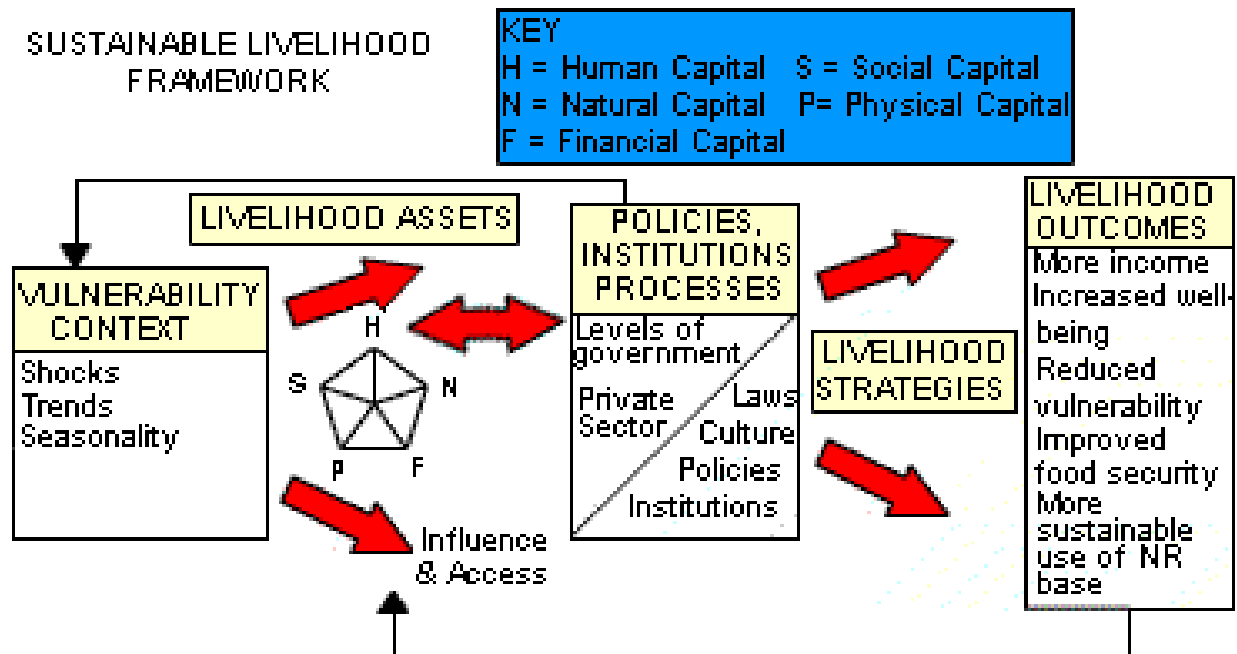 SUSTAINABLE LIVELIHOOD
FRAMEWORK
KEY
H = Human Capital S = Social Capital
N = Natural Capital P= Physical Capital
F = Financial Capital
LIVELIHOOD ASSETS
VULNERABILITY
CONTEXT
Shocks
Trends
Seasonality
H
S
N
P
F
Influence
& Access
POLICIES,
INSTITUTIONS
PROCESSES
Levels of
government
Private
Sector
Laws
Culture
Policies
Institutions
LIVELIHOOD
STRATEGIES
LIVELIHOOD
OUTCOMES
More income
Increased well-
being
Reduced
vulnerability
Improved
food security
More
sustainable
use of NR
base